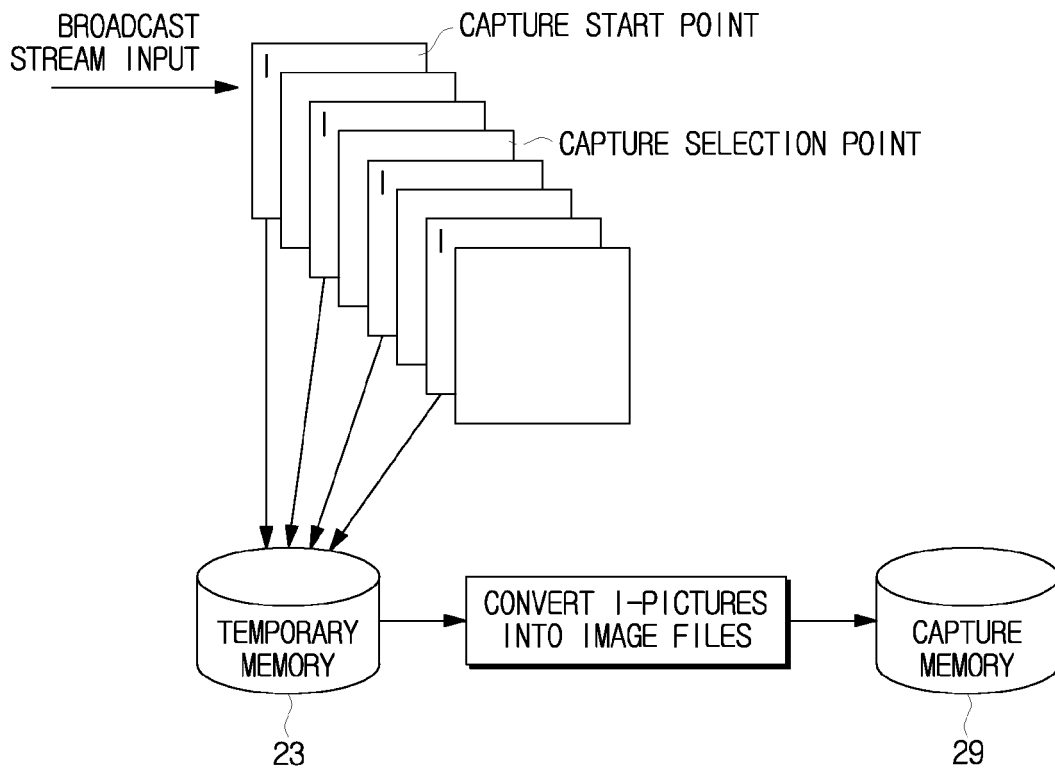 BROADCAST
STREAM INPUT
CAPTURE START POINT
I
I
CAPTURE SELECTION POINT
I
I
TEMPORARY
MEMORY
CONVERT I-PICTURES
INTO IMAGE FILES
CAPTURE
MEMORY
23
29